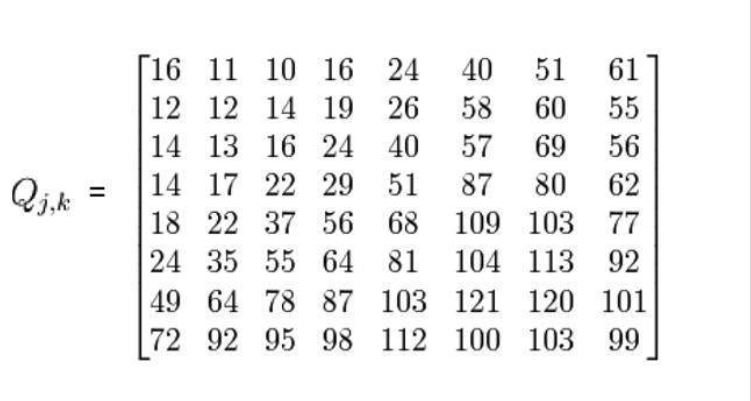 16 11 10 16 24 40 51 61
12 12 14 19 26 58 60 55
14 13 16 24 40 57 69 56
Q_{j,k} = 14 17 22 29 51 87 80 62
18 22 37 56 68 109 103 77
24 35 55 64 81 104 113 92
49 64 78 87 103 121 120 101
72 92 95 98 112 100 103 99